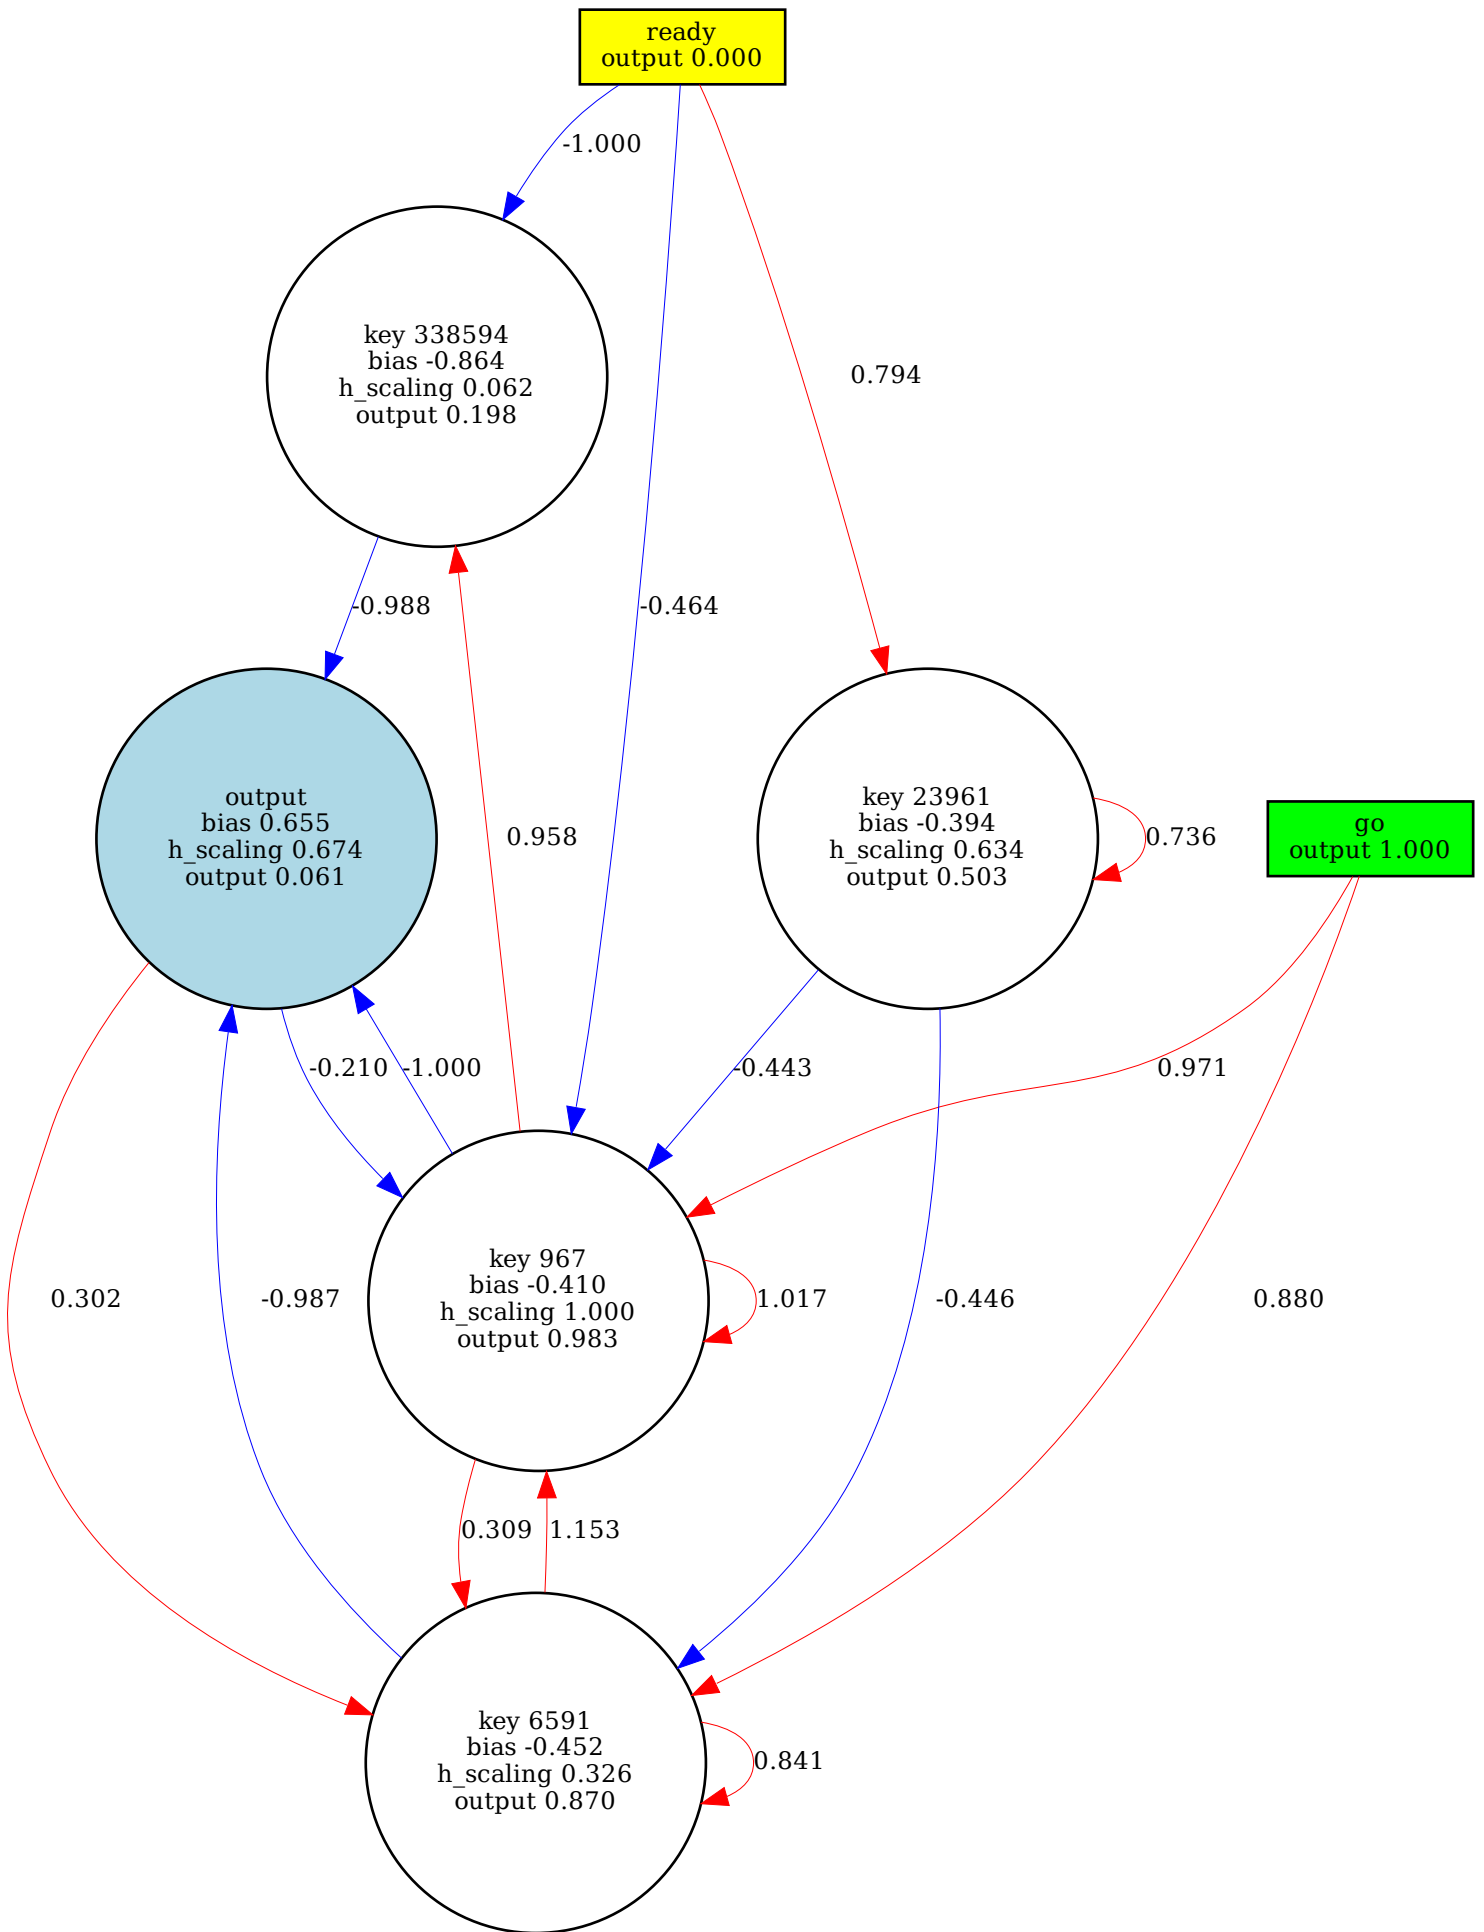 ready
output 0.000
-1.000
key 338594
bias -0.864
h_scaling 0.062
output 0.198
0.794
-0.988
-0.464
output
bias 0.655
h_scaling 0.674
output 0.061
0.958
key 23961
bias -0.394
h_scaling 0.634
output 0.503
0.736
go
output 1.000
-0.210
-1.000
-0.443
0.971
0.302
-0.987
key 967
bias -0.410
h_scaling 1.000
output 0.983
1.017
-0.446
0.880
0.309
1.153
key 6591
bias -0.452
h_scaling 0.326
output 0.870
0.841